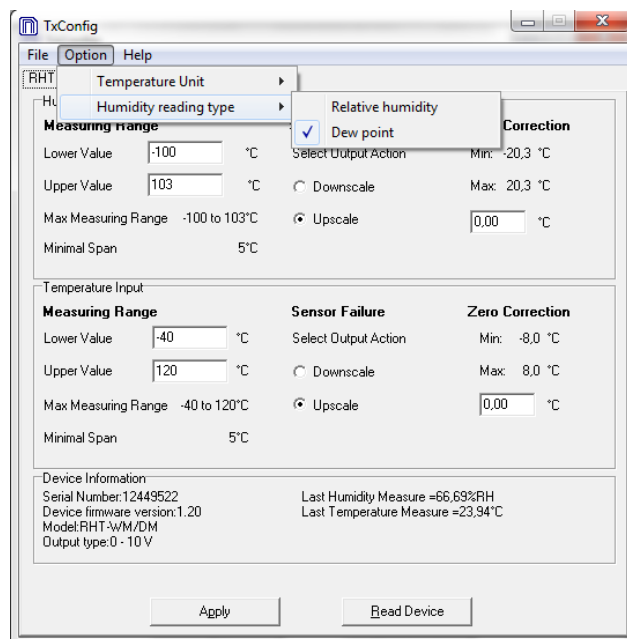 TxConfig
File Option Help
RHT
Temperature Unit
Humidity reading type
Relative humidity
Dew point
Hu
Measuring Range Correction
Lower Value -100 °C Select Output Action Min: -20,3 °C
Upper Value 103 °C Downscale Max: 20,3 °C
Max Measuring Range -100 to 103°C Upscale 0,00 °C
Minimal Span 5°C
Temperature Input
Measuring Range Sensor Failure Zero Correction
Lower Value -40 °C Select Output Action Min: -8,0 °C
Upper Value 120 °C Downscale Max: 8,0 °C
Max Measuring Range -40 to 120°C Upscale 0,00 °C
Minimal Span 5°C
Device Information
Serial Number:12449522 Last Humidity Measure =66,69%RH
Device firmware version:1.20 Last Temperature Measure =23,94°C
Model:RHT-WM/DM
Output type:0 - 10 V
Apply Read Device